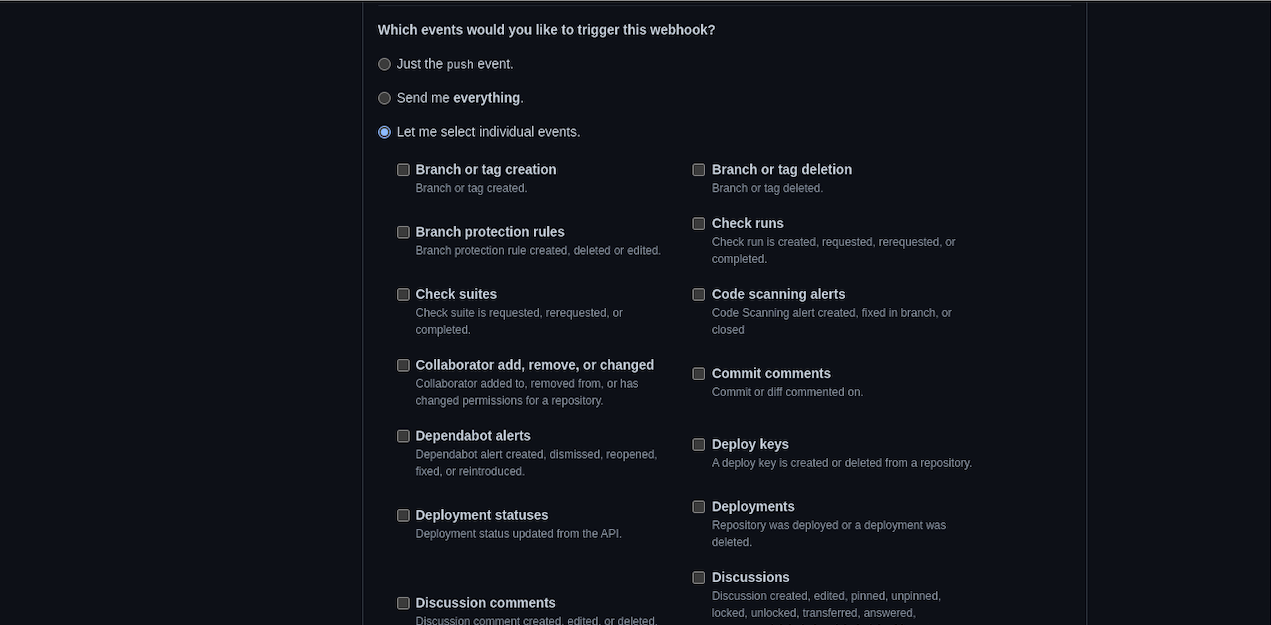 Which events would you like to trigger this webhook?
Just the push event.
Send me everything.
Let me select individual events.
Branch or tag creation
Branch or tag created.
Branch or tag deletion
Branch or tag deleted.
Branch protection rules
Branch protection rule created, deleted or edited.
Check runs
Check run is created, requested, rerequested, or
completed.
Check suites
Check suite is requested, rerequested, or
completed.
Code scanning alerts
Code Scanning alert created, fixed in branch, or
closed
Collaborator add, remove, or changed
Collaborator added to, removed from, or has
changed permissions for a repository.
Commit comments
Commit or diff commented on.
Dependabot alerts
Dependabot alert created, dismissed, reopened,
fixed, or reintroduced.
Deploy keys
A deploy key is created or deleted from a repository.
Deployment statuses
Deployment status updated from the API.
Deployments
Repository was deployed or a deployment was
deleted.
Discussion comments
Discussion comment created, edited, or deleted.
Discussions
Discussion created, edited, pinned, unpinned,
locked, unlocked, transferred, answered,